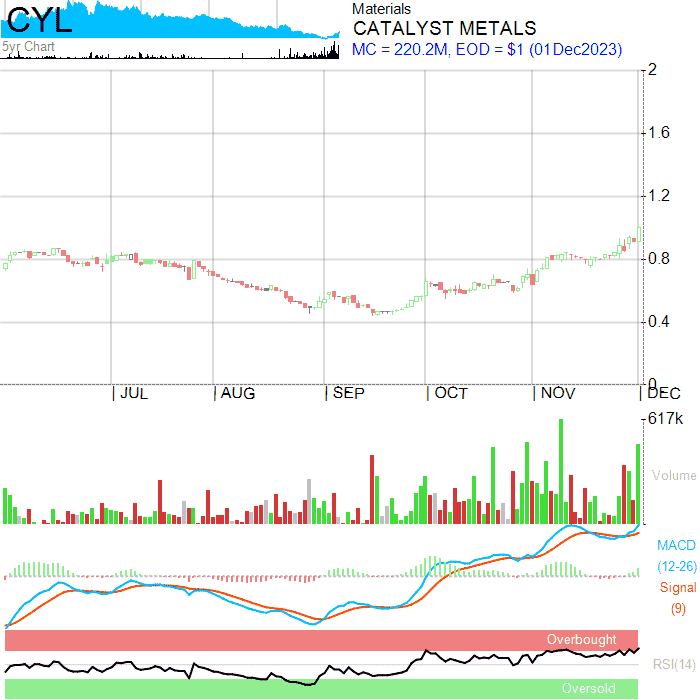 CYL
5yr Chart
Materials
CATALYST METALS
MC = 220.2M, EOD = $1 (01Dec2023)
2
1.6
1.2
0.8
0.4
0
JUL AUG SEP OCT NOV DEC
617k
Volume
MACD
(12-26)
Signal
(9)
Overbought
RSI(14)
Oversold